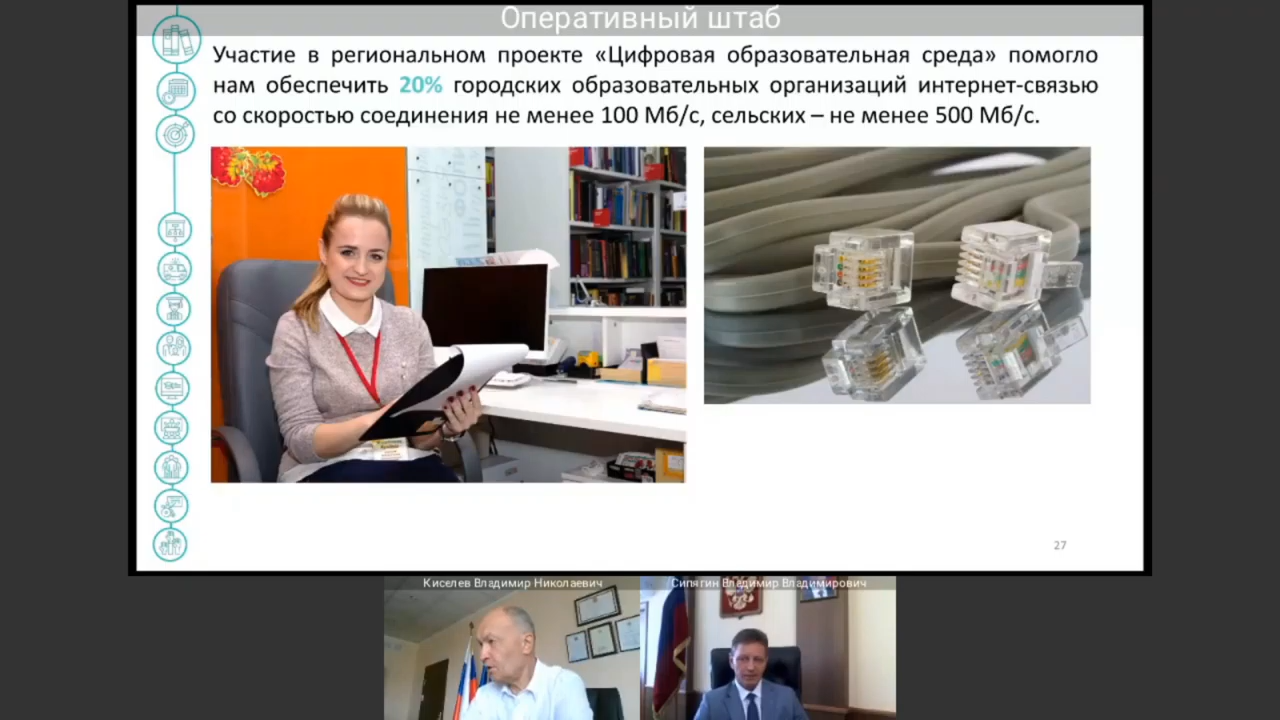 Оперативный штаб
Участие в региональном проекте «Цифровая образовательная среда» помогло
нам обеспечить 20% городских образовательных организаций интернет-связью
со скоростью соединения не менее 100 Мб/с, сельских – не менее 500 Мб/с.
27
Киселев Владимир Николаевич
Сипягин Владимир Владимирович